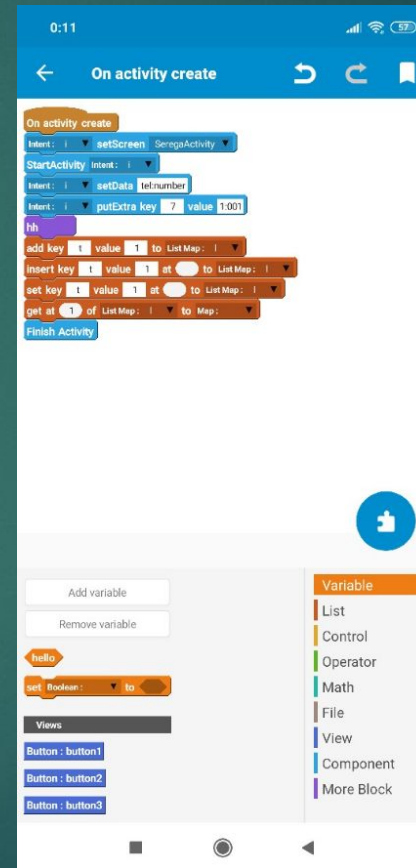 0:11
57
On activity create
On activity create
Intent : i setScreen SeregaActivity
StartActivity Intent : i
Intent : i setData tel:number
Intent : i putExtra key 7 value 1:001
hh
add key t value 1 to List Map : l
insert key t value 1 at to List Map : l
set key t value 1 at to List Map : l
get at 1 of List Map : l to Map :
Finish Activity
Add variable
Remove variable
hello
set Boolean : to
Views
Button : button1
Button : button2
Button : button3
Variable
List
Control
Operator
Math
File
View
Component
More Block